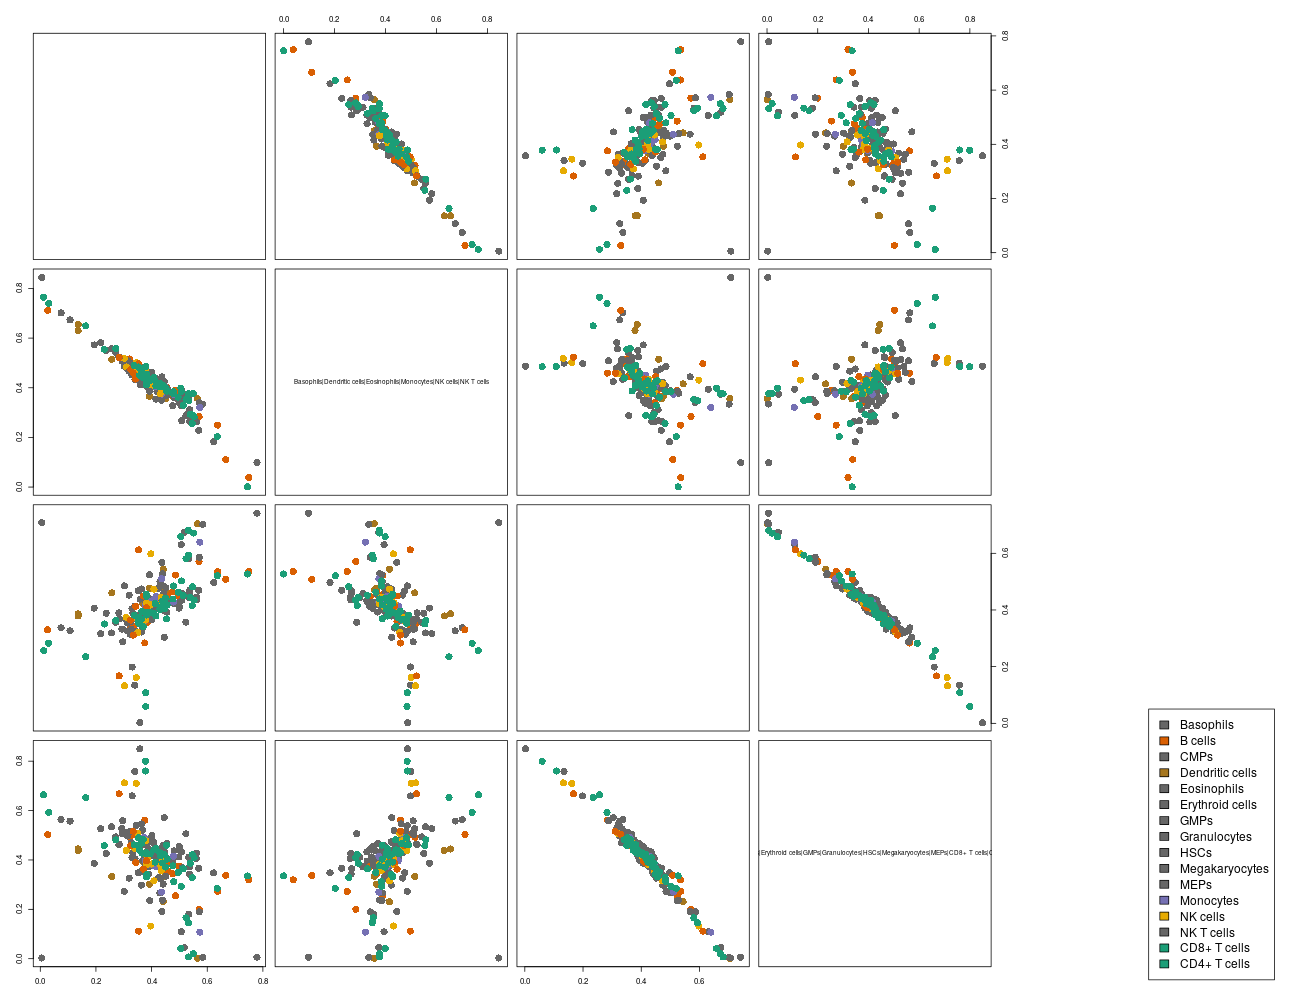 0.0 0.2 0.4 0.6 0.8
0.0 0.2 0.4 0.6 0.8
0.0 0.2 0.4 0.6 0.8
0.0 0.2 0.4 0.6 0.8
Basophils|Dendritic cells|Eosinophils|Monocytes|NK cells|NK T cells
0.0 0.2 0.4 0.6
0.0 0.2 0.4 0.6 0.8
|Erythroid cells|GMPs|Granulocytes|HSCs|Megakaryocytes|MEPs|CD8+ T cells|
0.0 0.2 0.4 0.6 0.8
0.0 0.2 0.4 0.6
Basophils
B cells
CMPs
Dendritic cells
Eosinophils
Erythroid cells
GMPs
Granulocytes
HSCs
Megakaryocytes
MEPs
Monocytes
NK cells
NK T cells
CD8+ T cells
CD4+ T cells